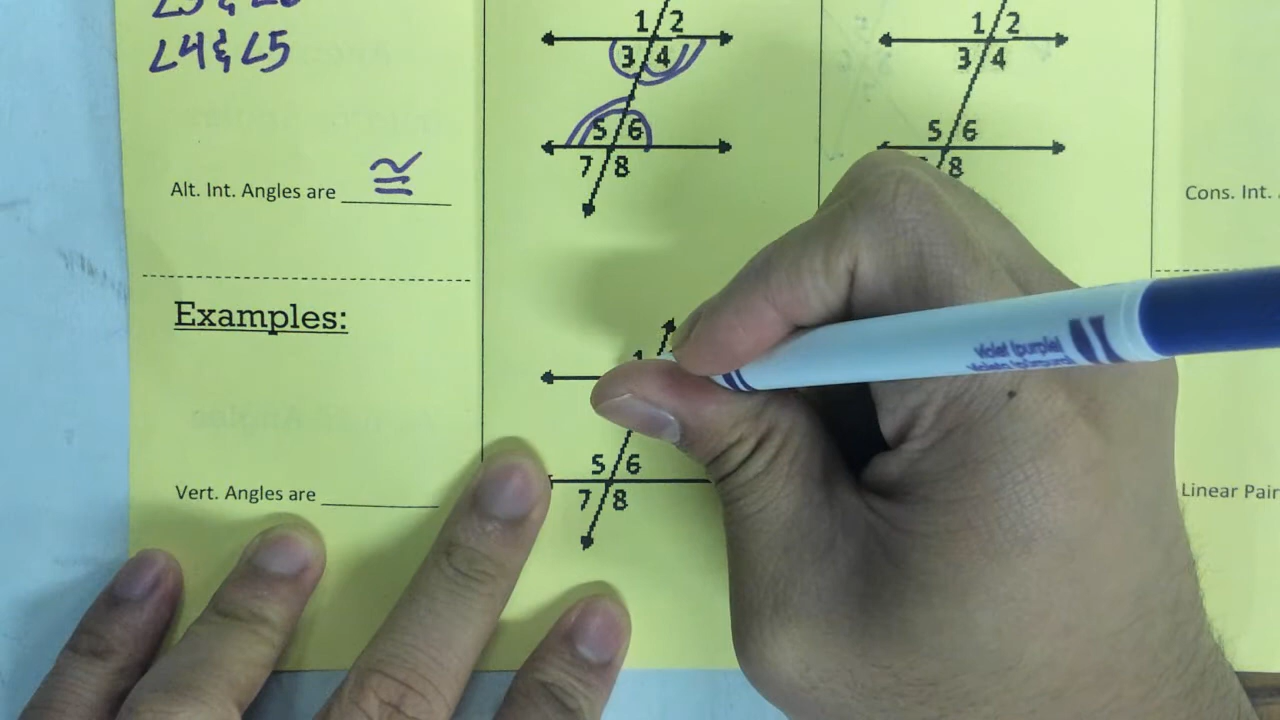 ∠4 & ∠5
Alt. Int. Angles are ≅
1 2
3 4
5 6
7 8
1 2
3 4
5 6
8
Cons. Int.
Examples:
Vert. Angles are
1
5 6
7 8
Linear Pair
violet (purple)